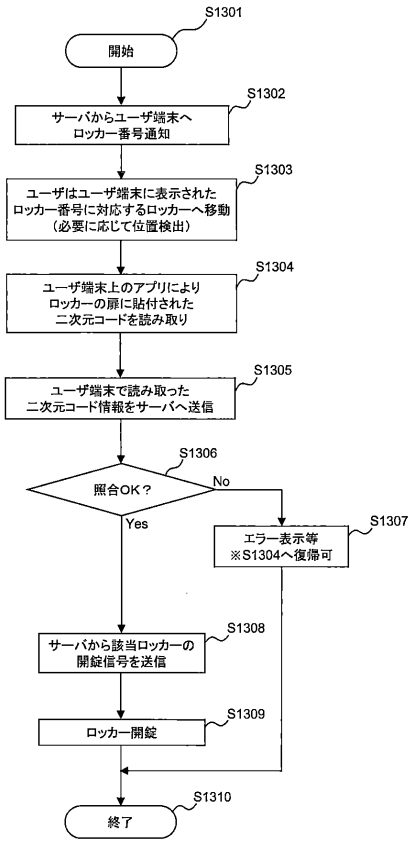 S1301
開始
S1302
サーバからユーザ端末へ
ロッカー番号通知
S1303
ユーザはユーザ端末に表示された
ロッカー番号に対応するロッカーへ移動
(必要に応じて位置検出)
S1304
ユーザ端末上のアプリにより
ロッカーの扉に貼付された
二次元コードを読み取り
S1305
ユーザ端末で読み取った
二次元コード情報をサーバへ送信
S1306
照合OK?
No
Yes
S1307
エラー表示等
※S1304へ復帰可
S1308
サーバから該当ロッカーの
開錠信号を送信
S1309
ロッカー開錠
S1310
終了